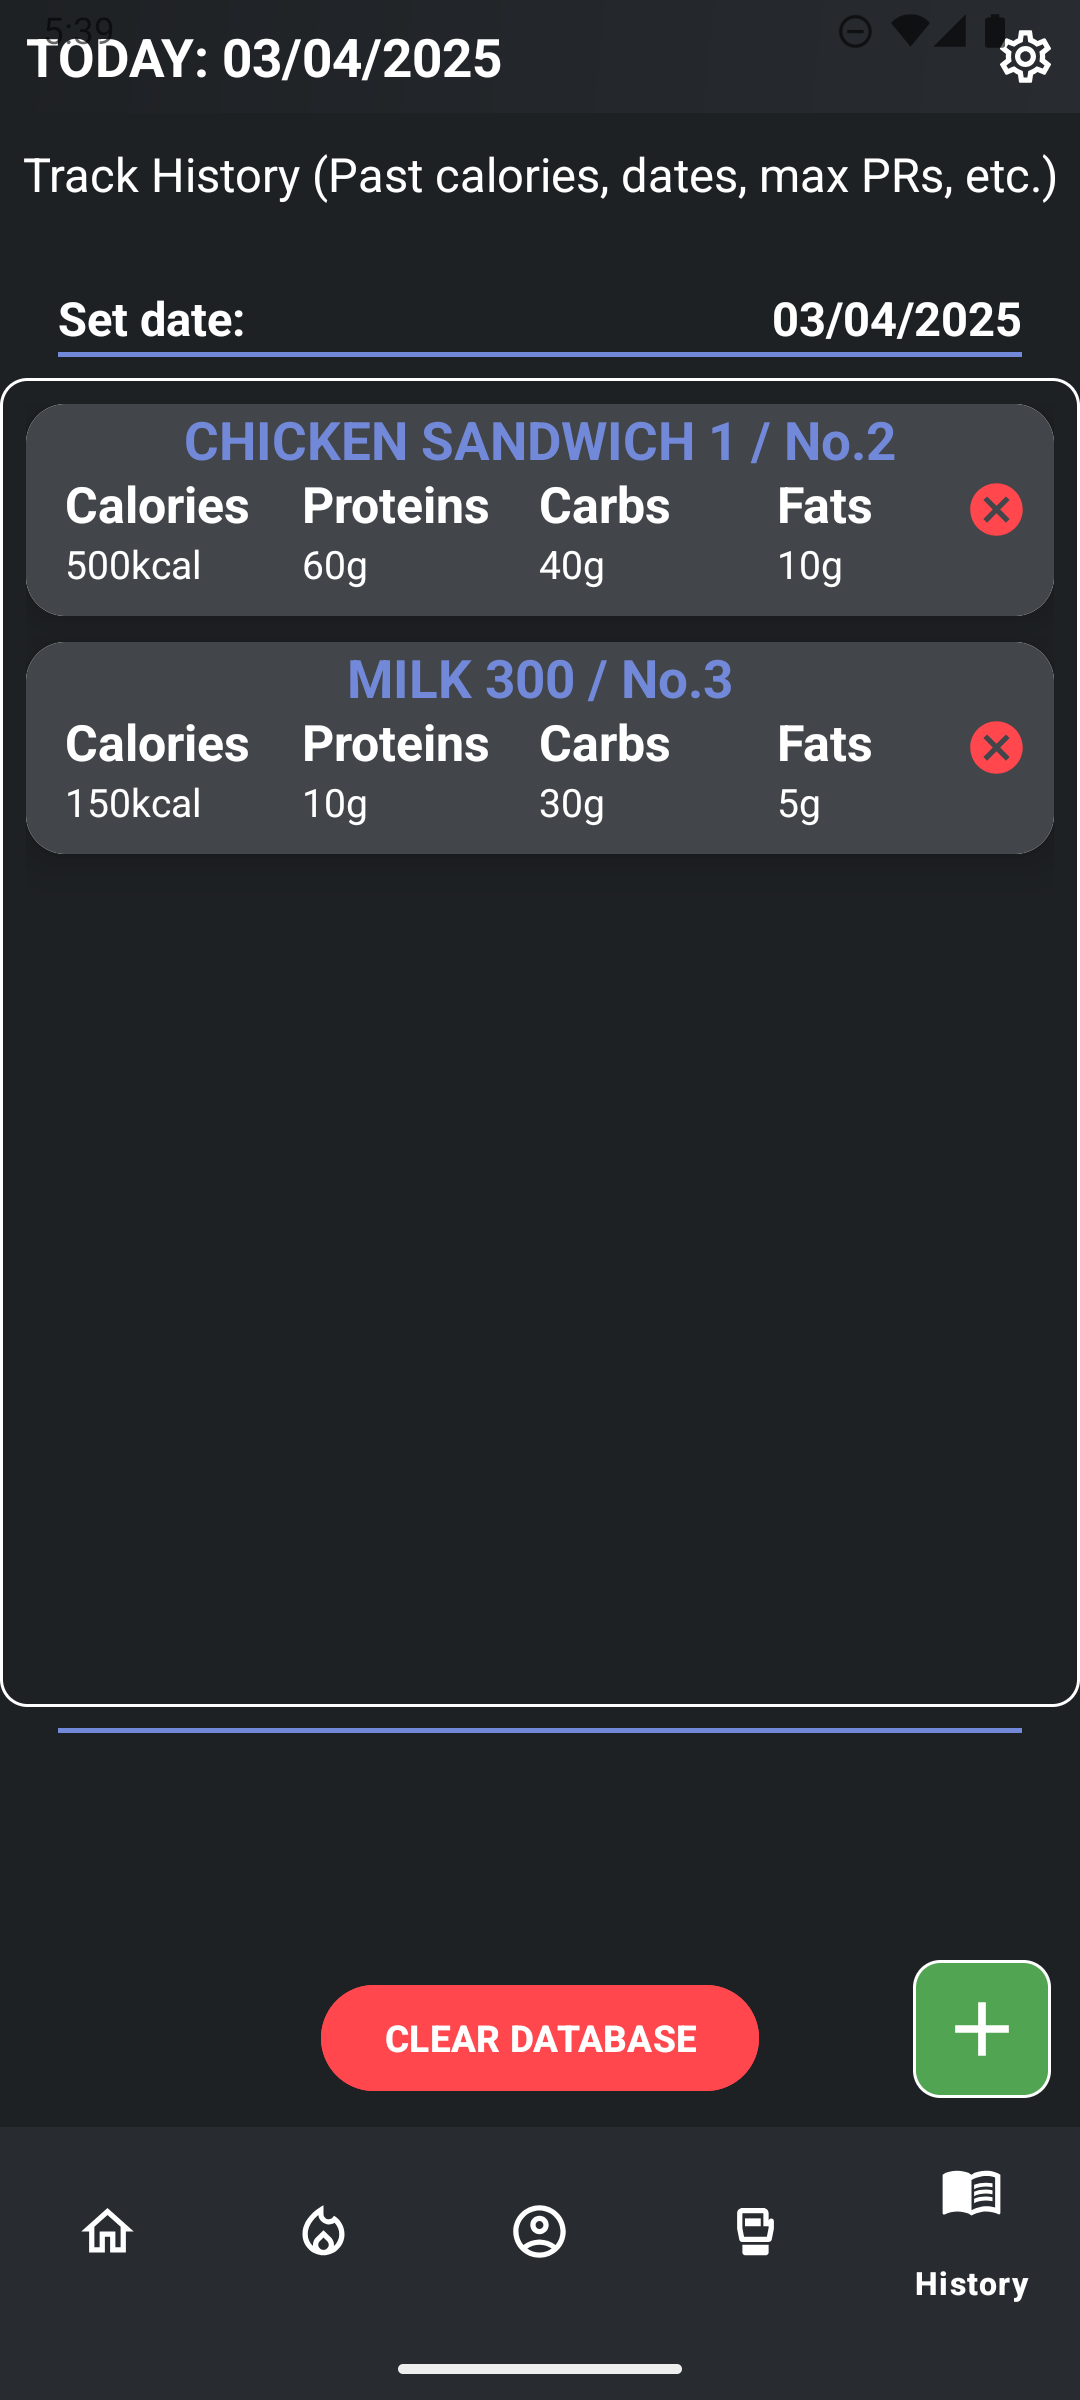 5:39
TODAY: 03/04/2025
Track History (Past calories, dates, max PRs, etc.)
Set date: 03/04/2025
CHICKEN SANDWICH 1 / No.2
Calories Proteins Carbs Fats
500kcal 60g 40g 10g
MILK 300 / No.3
Calories Proteins Carbs Fats
150kcal 10g 30g 5g
CLEAR DATABASE
History